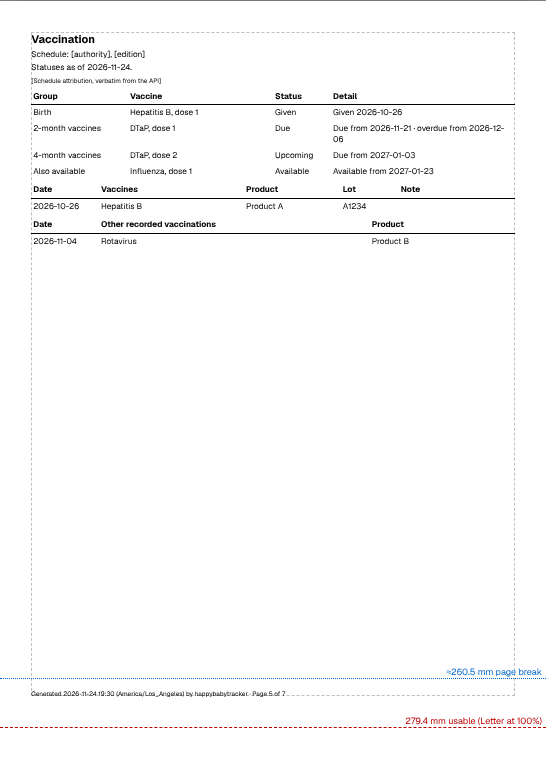 Vaccination
Schedule: [authority], [edition]
Statuses as of 2026-11-24.
[Schedule attribution, verbatim from the API]
Group Vaccine Status Detail
Birth Hepatitis B, dose 1 Given Given 2026-10-26
2-month vaccines DTaP, dose 1 Due Due from 2026-11-21 · overdue from 2026-12-
06
4-month vaccines DTaP, dose 2 Upcoming Due from 2027-01-03
Also available Influenza, dose 1 Available Available from 2027-01-23
Date Vaccines Product Lot Note
2026-10-26 Hepatitis B Product A A1234
Date Other recorded vaccinations Product
2026-11-04 Rotavirus Product B
≈260.5 mm page break
Generated 2026-11-24 19:30 (America/Los_Angeles) by happybabytracker. · Page 5 of 7
279.4 mm usable (Letter at 100%)